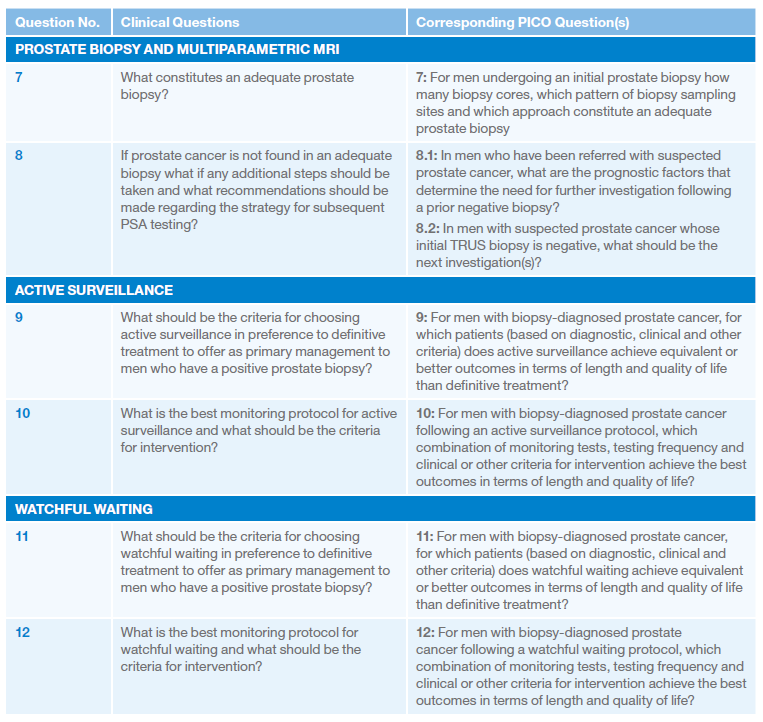 Question No. Clinical Questions Corresponding PICO Question(s)
PROSTATE BIOPSY AND MULTIPARAMETRIC MRI
7
What constitutes an adequate prostate
biopsy?
7: For men undergoing an initial prostate biopsy how
many biopsy cores, which pattern of biopsy sampling
sites and which approach constitute an adequate
prostate biopsy
8
If prostate cancer is not found in an adequate
biopsy what if any additional steps should be
taken and what recommendations should be
made regarding the strategy for subsequent
PSA testing?
8.1: In men who have been referred with suspected
prostate cancer, what are the prognostic factors that
determine the need for further investigation following
a prior negative biopsy?
8.2: In men with suspected prostate cancer whose
initial TRUS biopsy is negative, what should be the
next investigation(s)?
ACTIVE SURVEILLANCE
9
What should be the criteria for choosing
active surveillance in preference to definitive
treatment to offer as primary management to
men who have a positive prostate biopsy?
9: For men with biopsy-diagnosed prostate cancer, for
which patients (based on diagnostic, clinical and other
criteria) does active surveillance achieve equivalent or
better outcomes in terms of length and quality of life
than definitive treatment?
10
What is the best monitoring protocol for active
surveillance and what should be the criteria
for intervention?
10: For men with biopsy-diagnosed prostate cancer
following an active surveillance protocol, which
combination of monitoring tests, testing frequency and
clinical or other criteria for intervention achieve the best
outcomes in terms of length and quality of life?
WATCHFUL WAITING
11
What should be the criteria for choosing
watchful waiting in preference to definitive
treatment to offer as primary management to
men who have a positive prostate biopsy?
11: For men with biopsy-diagnosed prostate cancer,
for which patients (based on diagnostic, clinical and
other criteria) does watchful waiting achieve equivalent
or better outcomes in terms of length and quality of life
than definitive treatment?
12
What is the best monitoring protocol for
watchful waiting and what should be the
criteria for intervention?
12: For men with biopsy-diagnosed prostate
cancer following a watchful waiting protocol, which
combination of monitoring tests, testing frequency and
clinical or other criteria for intervention achieve the best
outcomes in terms of length and quality of life?